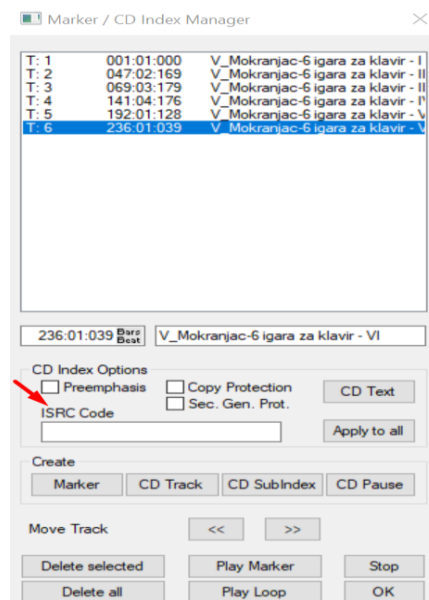 Marker / CD Index Manager
T: 1 001:01:000 V_Mokranjac-6 igara za klavir - I
T: 2 047:02:169 V_Mokranjac-6 igara za klavir - II
T: 3 069:03:179 V_Mokranjac-6 igara za klavir - II
T: 4 141:04:176 V_Mokranjac-6 igara za klavir - I
T: 5 192:01:128 V_Mokranjac-6 igara za klavir - V
T: 6 236:01:039 V_Mokranjac-6 igara za klavir - V
236:01:039 Bars Beat V_Mokranjac-6 igara za klavir - VI
CD Index Options
Preemphasis Copy Protection CD Text
Sec. Gen. Prot.
ISRC Code
Apply to all
Create
Marker CD Track CD SubIndex CD Pause
Move Track << >>
Delete selected Play Marker Stop
Delete all Play Loop OK